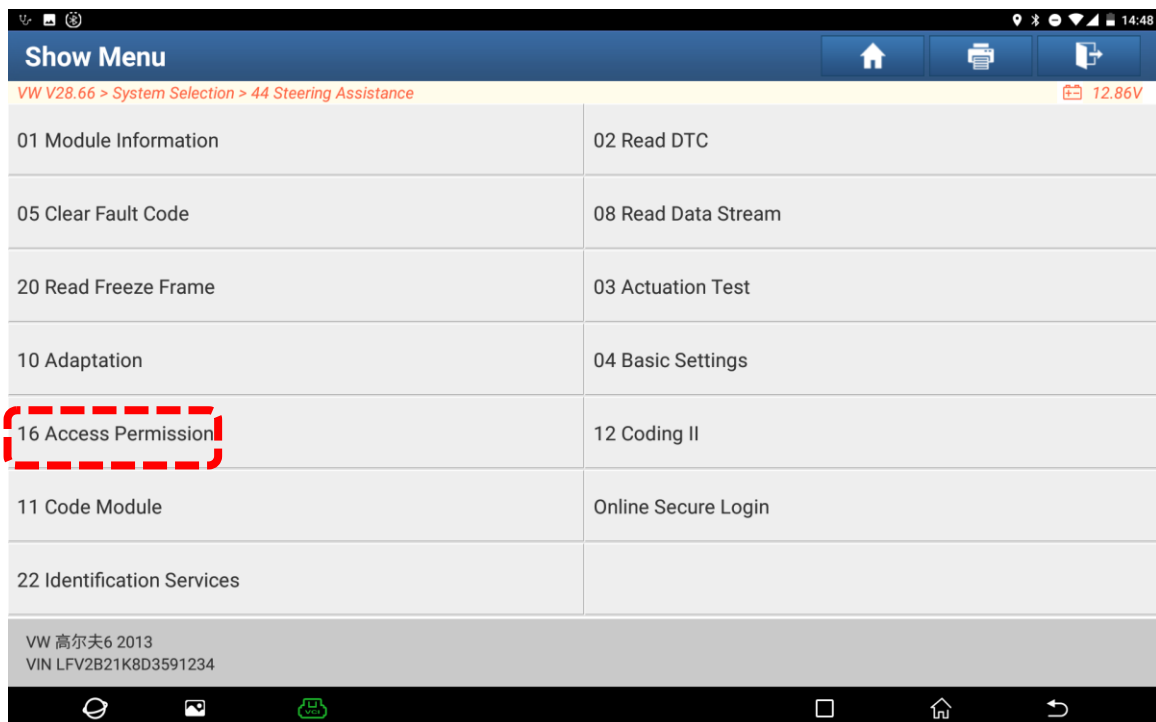 14:48
Show Menu
VW V28.66 > System Selection > 44 Steering Assistance
12.86V
01 Module Information
02 Read DTC
05 Clear Fault Code
08 Read Data Stream
20 Read Freeze Frame
03 Actuation Test
10 Adaptation
04 Basic Settings
16 Access Permission
12 Coding II
11 Code Module
Online Secure Login
22 Identification Services
VW 高尔夫6 2013
VIN LFV2B21K8D3591234
VCI